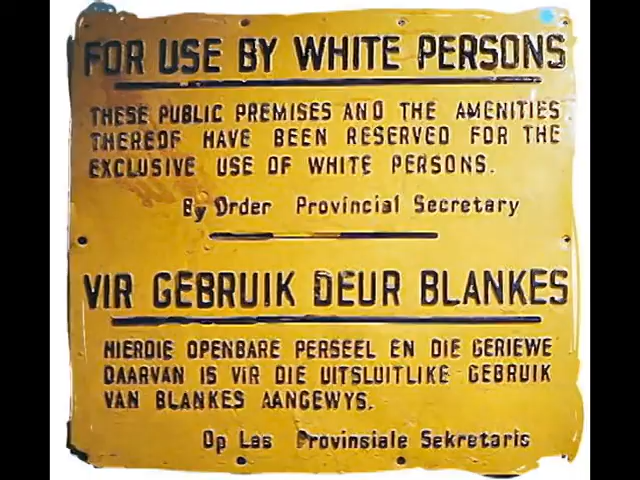 FOR USE BY WHITE PERSONS
THESE PUBLIC PREMISES AND THE AMENITIES
THEREOF HAVE BEEN RESERVED FOR THE
EXCLUSIVE USE OF WHITE PERSONS.
By Order Provincial Secretary
VIR GEBRUIK DEUR BLANKES
HIERDIE OPENBARE PERSEEL EN DIE GERIEWE
DAARVAN IS VIR DIE UITSLUITLIKE GEBRUIK
VAN BLANKES AANGEWYS.
Op Las Provinsiale Sekretaris